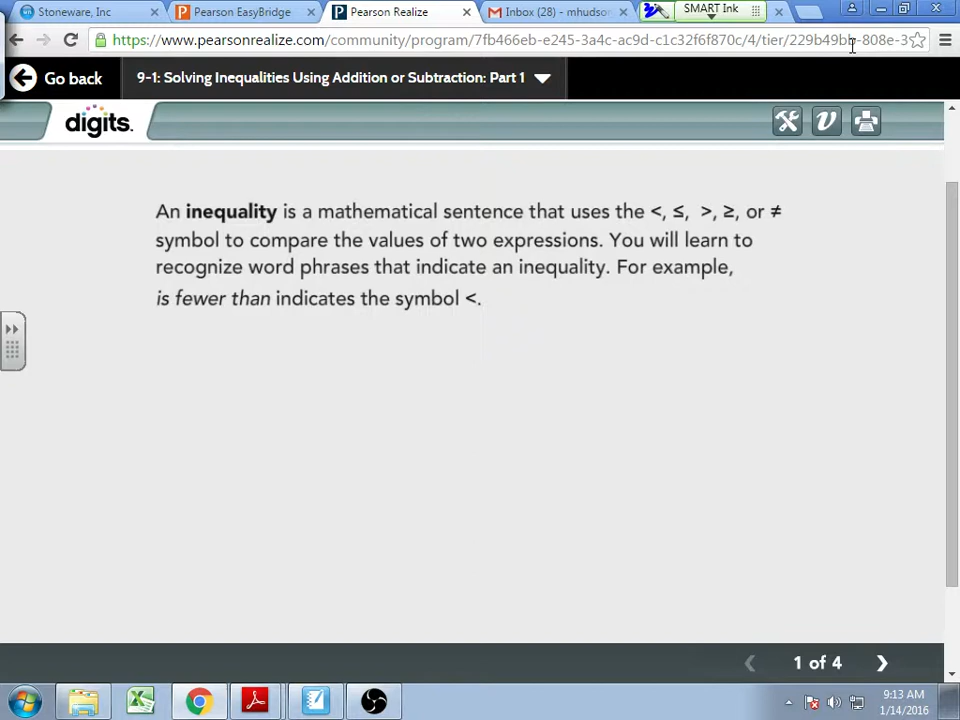 Stoneware, Inc
Pearson EasyBridge
Pearson Realize
Inbox (28) - mhudson
SMART Ink
https://www.pearsonrealize.com/community/program/7fb466eb-e245-3a4c-ac9d-c1c32f6f870c/4/tier/229b49bb-808e-3
Go back
9-1: Solving Inequalities Using Addition or Subtraction: Part 1
digits.
An inequality is a mathematical sentence that uses the <, ≤, >, ≥, or ≠
symbol to compare the values of two expressions. You will learn to
recognize word phrases that indicate an inequality. For example,
is fewer than indicates the symbol <.
1 of 4
9:13 AM
1/14/2016